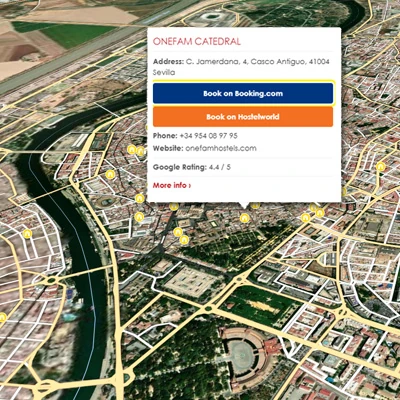 ONEFAM CATEDRAL
Address: C. Jamerdana, 4, Casco Antiguo, 41004
Sevilla
Book on Booking.com
Book on Hostelworld
Phone: +34 954 08 97 95
Website: onefamhostels.com
Google Rating: 4.4 / 5
More info ›